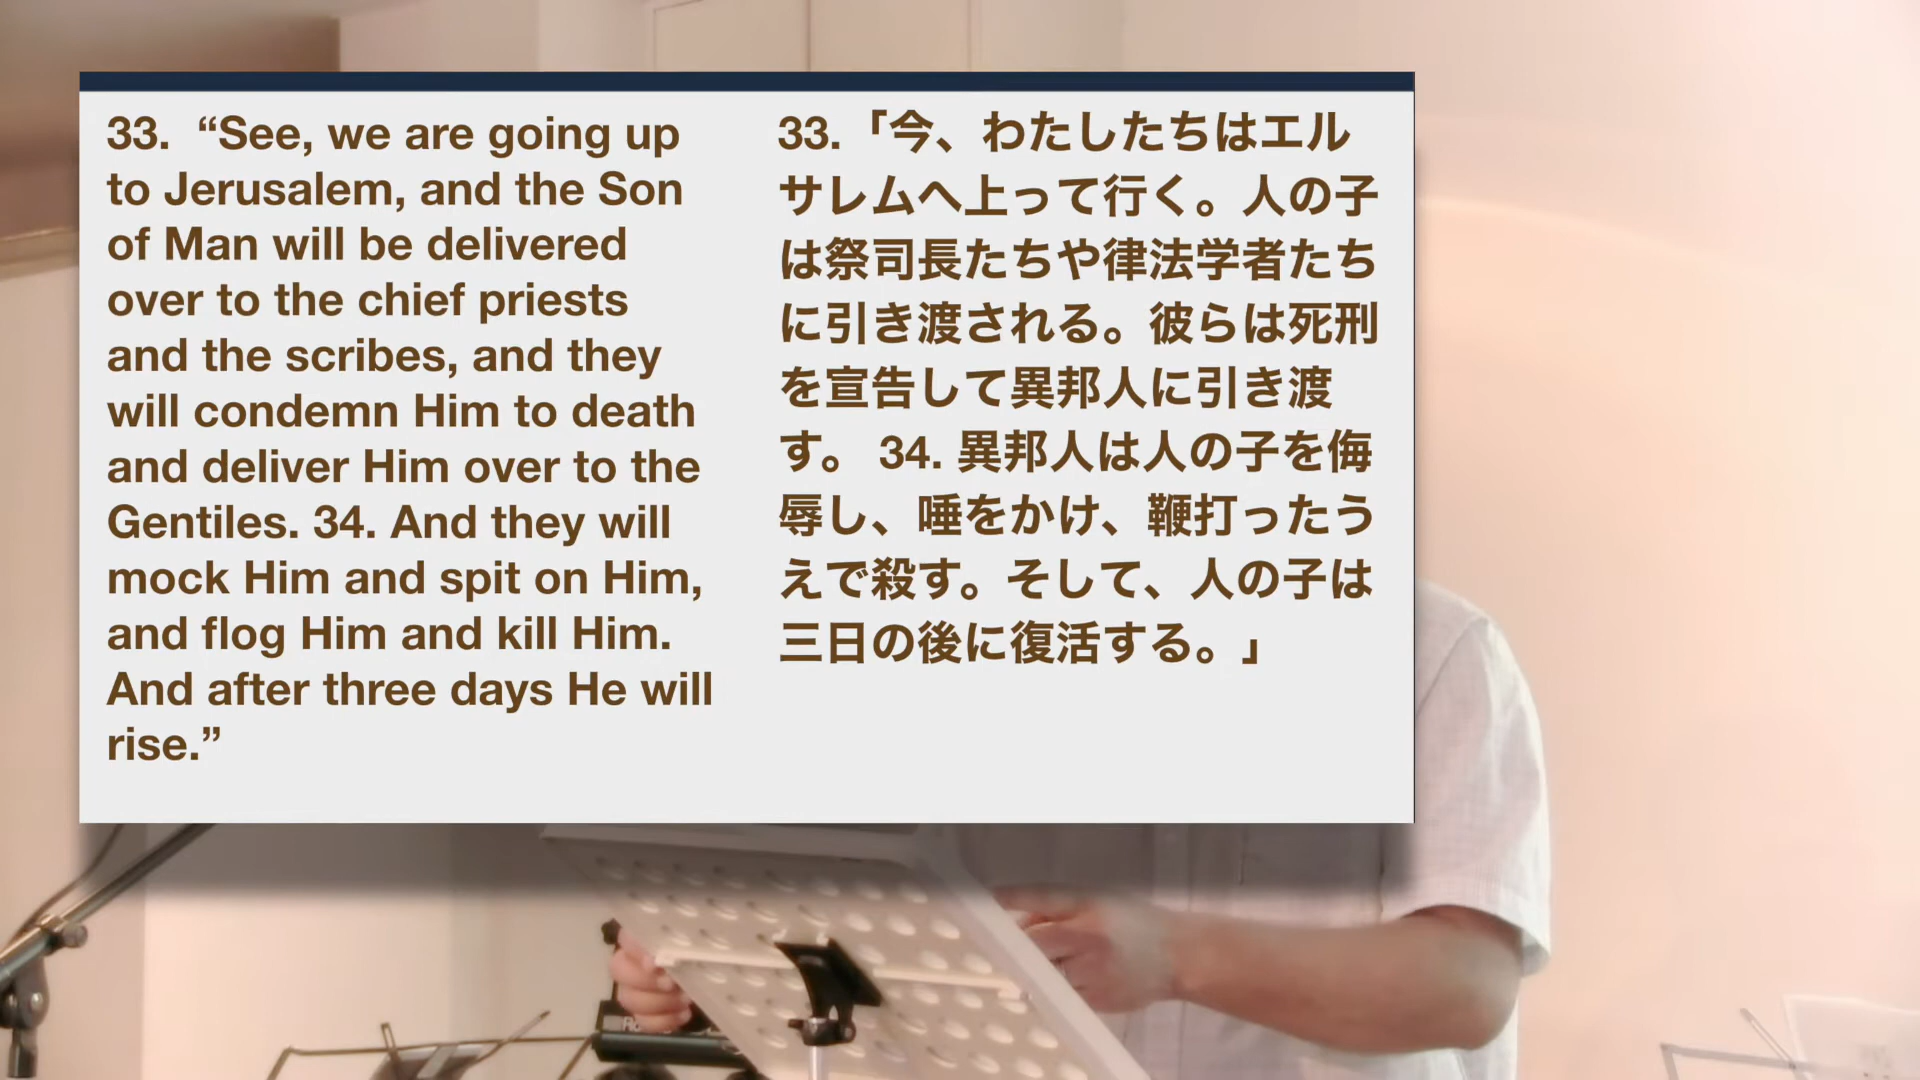 33.  “See, we are going up
to Jerusalem, and the Son
of Man will be delivered
over to the chief priests
and the scribes, and they
will condemn Him to death
and deliver Him over to the
Gentiles. 34. And they will
mock Him and spit on Him,
and flog Him and kill Him.
And after three days He will
rise.”
33.「今、わたしたちはエル
サレムへ上って行く。人の子
は祭司長たちや律法学者たち
に引き渡される。彼らは死刑
を宣告して異邦人に引き渡
す。 34. 異邦人は人の子を侮
辱し、唾をかけ、鞭打ったう
えで殺す。そして、人の子は
三日の後に復活する。」